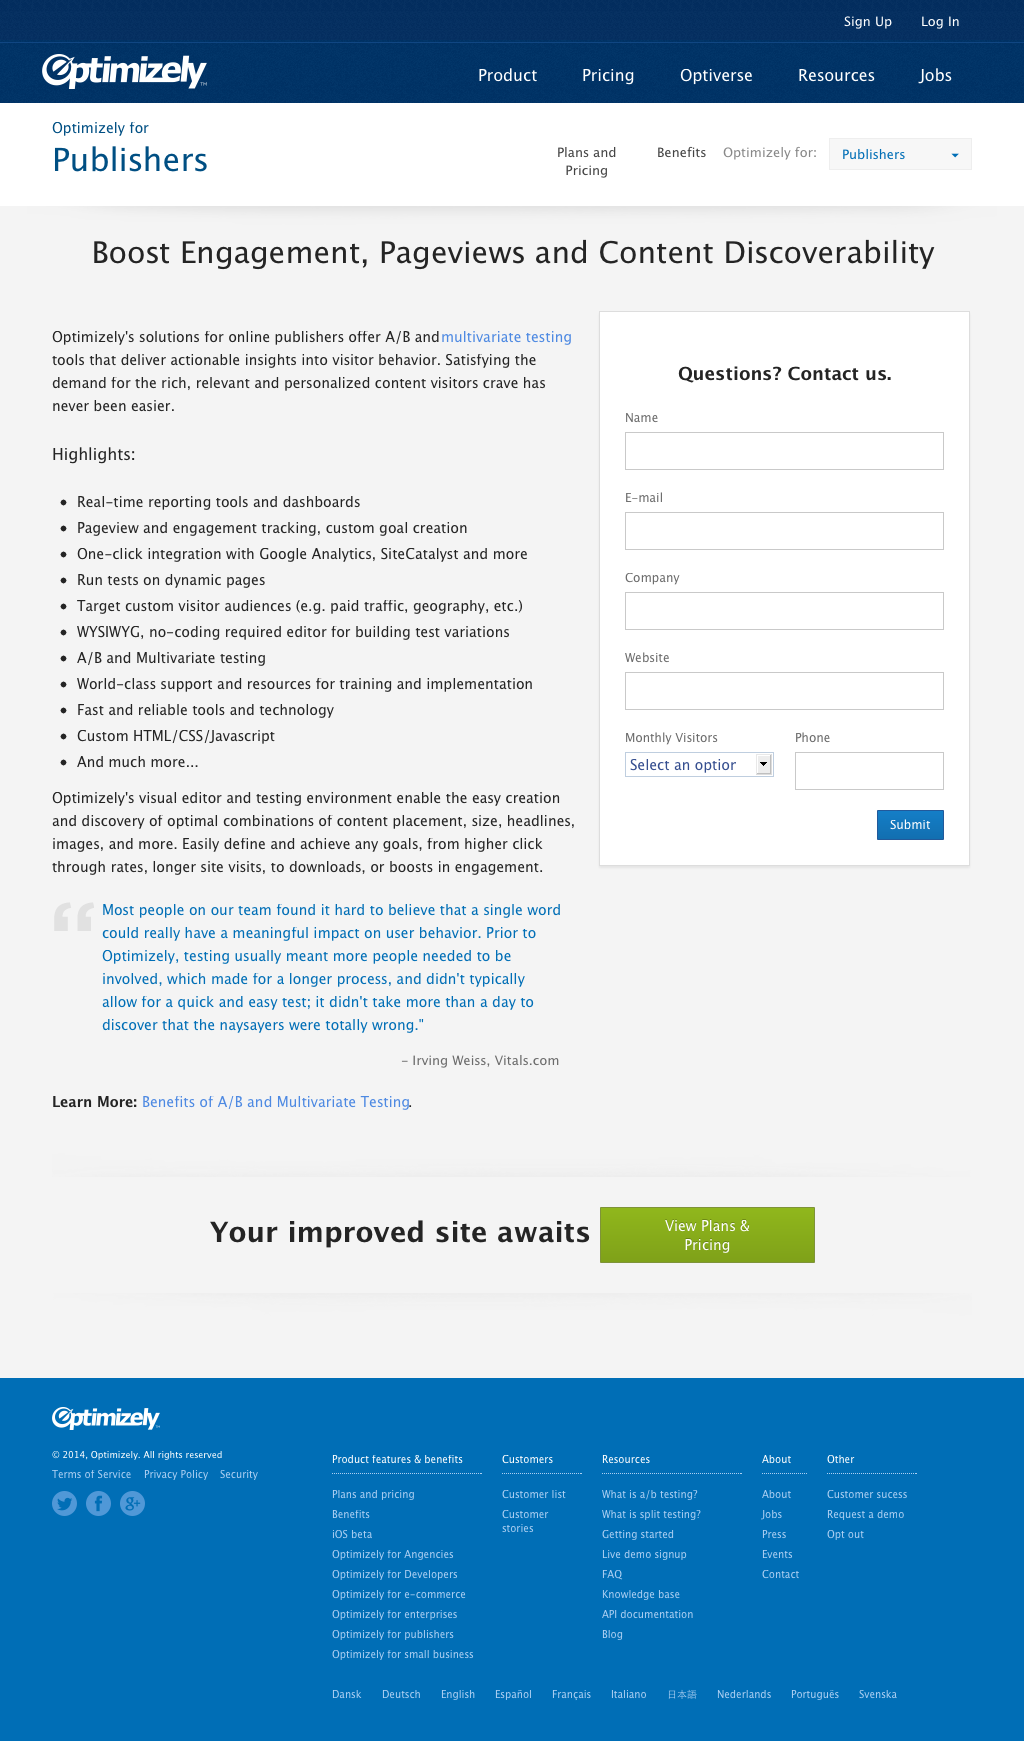 Sign Up Log In
Optimizely
Product Pricing Optiverse Resources Jobs
Optimizely for
Publishers
Plans and
Pricing
Benefits Optimizely for: Publishers
Boost Engagement, Pageviews and Content Discoverability
Optimizely's solutions for online publishers offer A/B and multivariate testing
tools that deliver actionable insights into visitor behavior. Satisfying the
demand for the rich, relevant and personalized content visitors crave has
never been easier.
Highlights:
• Real-time reporting tools and dashboards
• Pageview and engagement tracking, custom goal creation
• One-click integration with Google Analytics, SiteCatalyst and more
• Run tests on dynamic pages
• Target custom visitor audiences (e.g. paid traffic, geography, etc.)
• WYSIWYG, no-coding required editor for building test variations
• A/B and Multivariate testing
• World-class support and resources for training and implementation
• Fast and reliable tools and technology
• Custom HTML/CSS/Javascript
• And much more...
Optimizely's visual editor and testing environment enable the easy creation
and discovery of optimal combinations of content placement, size, headlines,
images, and more. Easily define and achieve any goals, from higher click
through rates, longer site visits, to downloads, or boosts in engagement.
“ Most people on our team found it hard to believe that a single word
could really have a meaningful impact on user behavior. Prior to
Optimizely, testing usually meant more people needed to be
involved, which made for a longer process, and didn't typically
allow for a quick and easy test; it didn't take more than a day to
discover that the naysayers were totally wrong."
- Irving Weiss, Vitals.com
Learn More: Benefits of A/B and Multivariate Testing.
Questions? Contact us.
Name
E-mail
Company
Website
Monthly Visitors Phone
Select an option
Submit
Your improved site awaits
View Plans &
Pricing
Optimizely
© 2014, Optimizely. All rights reserved
Terms of Service Privacy Policy Security
Product features & benefits
Plans and pricing
Benefits
iOS beta
Optimizely for Angencies
Optimizely for Developers
Optimizely for e-commerce
Optimizely for enterprises
Optimizely for publishers
Optimizely for small business
Customers
Customer list
Customer
stories
Resources
What is a/b testing?
What is split testing?
Getting started
Live demo signup
FAQ
Knowledge base
API documentation
Blog
About
About
Jobs
Press
Events
Contact
Other
Customer sucess
Request a demo
Opt out
Dansk Deutsch English Español Français Italiano 日本語 Nederlands Português Svenska